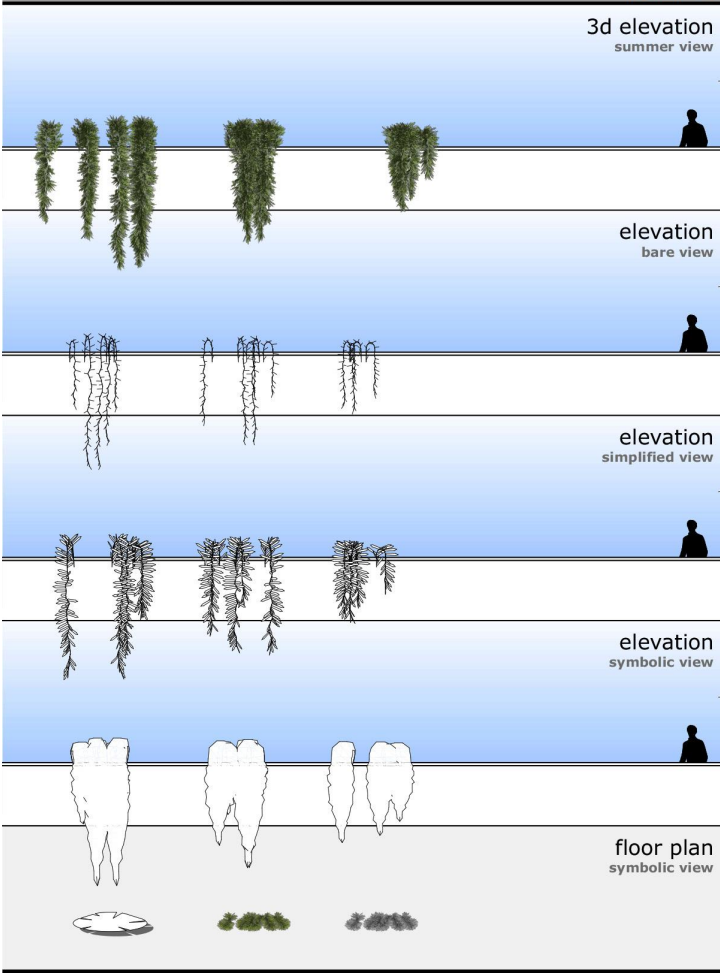 3d elevation
summer view
elevation
bare view
elevation
simplified view
elevation
symbolic view
floor plan
symbolic view